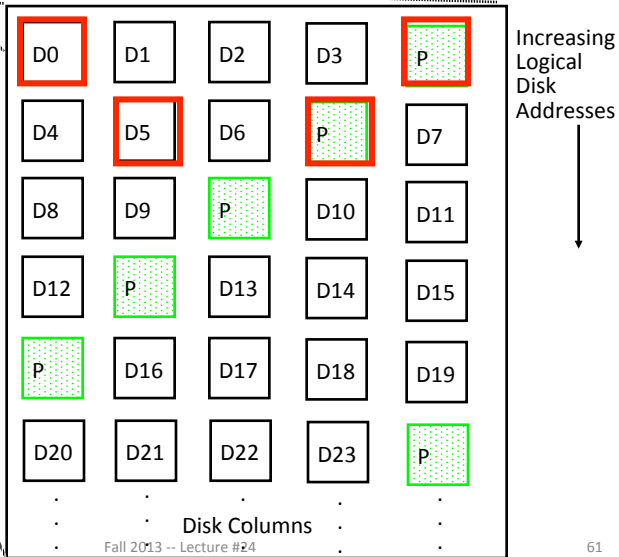 D0 D1 D2 D3 P
D4 D5 D6 P D7
D8 D9 P D10 D11
D12 P D13 D14 D15
P D16 D17 D18 D19
D20 D21 D22 D23 P
Disk Columns
Fall 2013 -- Lecture #24
61
Increasing
Logical
Disk
Addresses